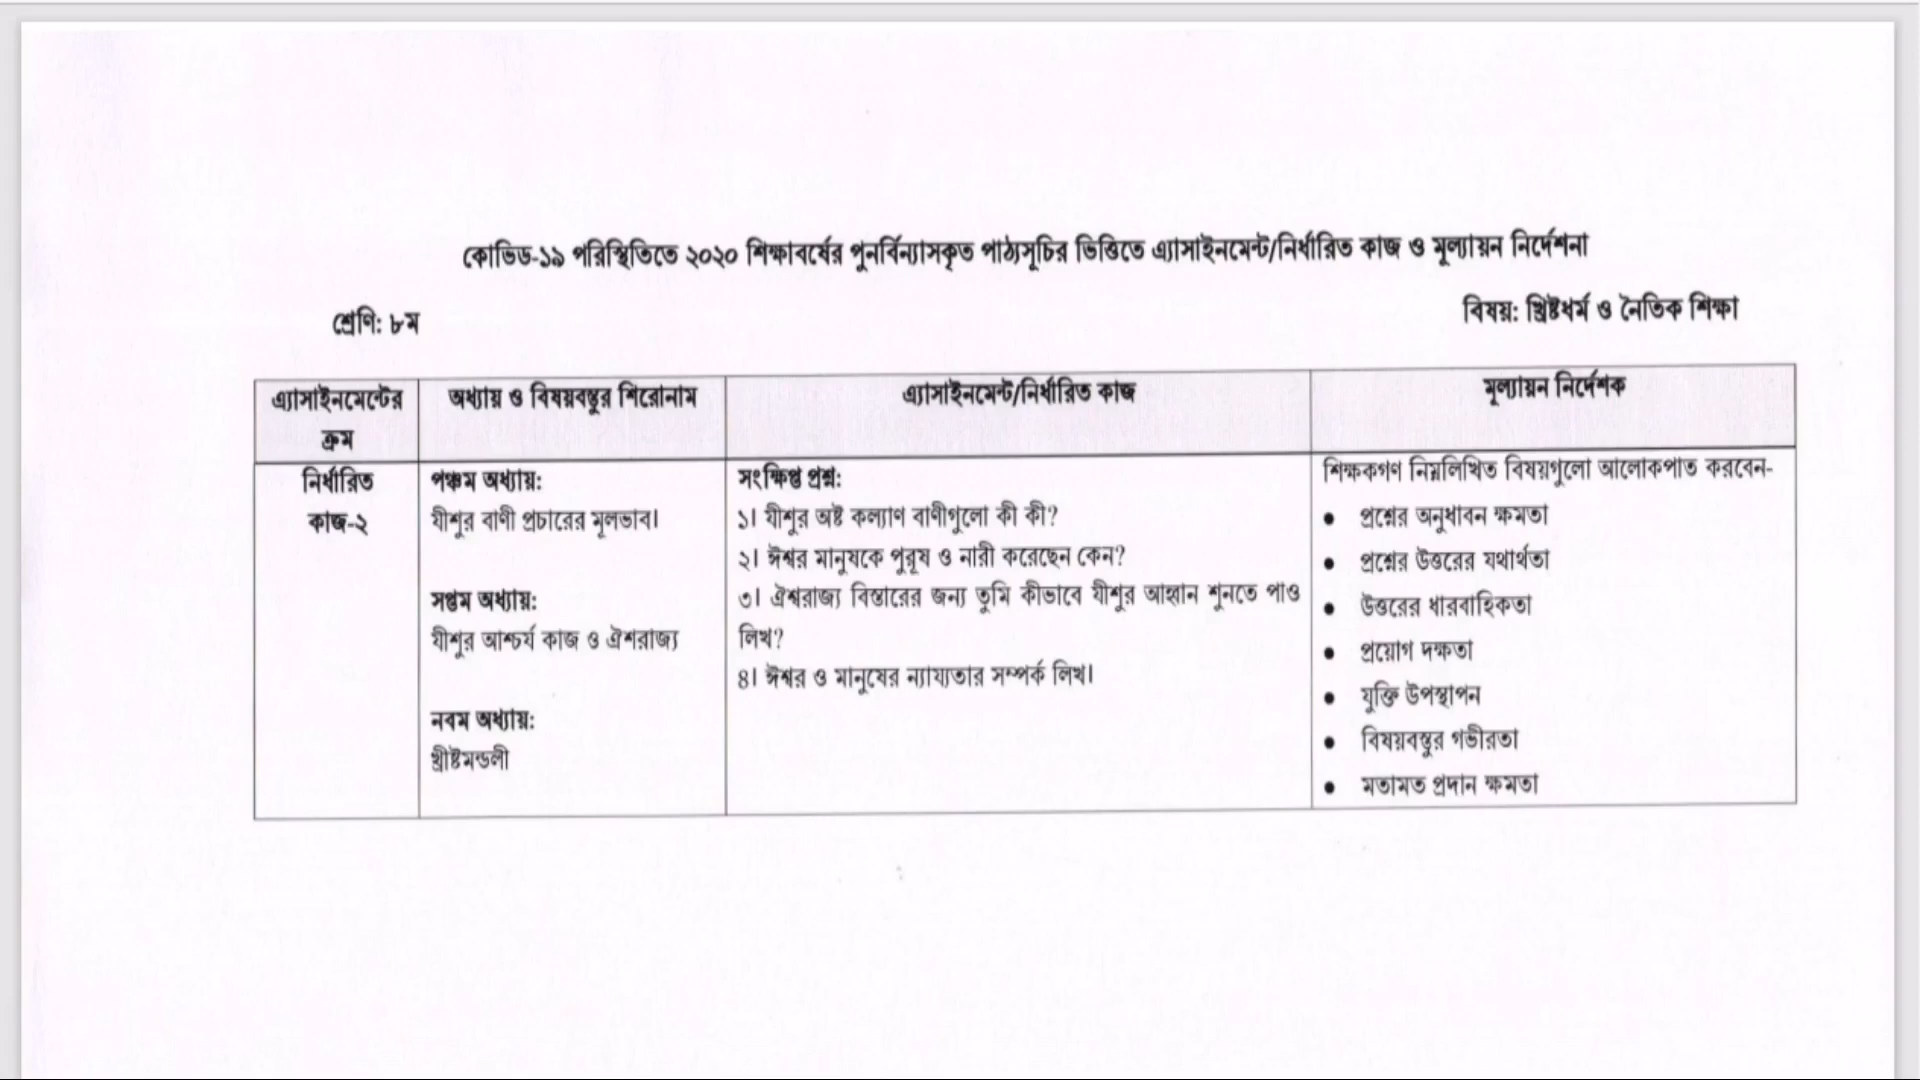 কোভিড-১৯ পরিস্থিতিতে ২০২০ শিক্ষাবর্ষের পুনর্বিন্যাসকৃত পাঠ্যসূচির ভিত্তিতে এ্যাসাইনমেন্ট/নির্ধারিত কাজ ও মূল্যায়ন নির্দেশনা
শ্রেণি: ৮ম
বিষয়: খ্রিষ্টধর্ম ও নৈতিক শিক্ষা
এ্যাসাইনমেন্টের
ক্রম
অধ্যায় ও বিষয়বস্তুর শিরোনাম
এ্যাসাইনমেন্ট/নির্ধারিত কাজ
মূল্যায়ন নির্দেশক
নির্ধারিত
কাজ-২
পঞ্চম অধ্যায়:
যীশুর বাণী প্রচারের মূলভাব।
সপ্তম অধ্যায়:
যীশুর আশ্চর্য কাজ ও ঐশরাজ্য
নবম অধ্যায়:
খ্রীষ্টমন্ডলী
সংক্ষিপ্ত প্রশ্ন:
১। যীশুর অষ্ট কল্যাণ বাণীগুলো কী কী?
২। ঈশ্বর মানুষকে পুরুষ ও নারী করেছেন কেন?
৩। ঐশ্বরাজ্য বিস্তারের জন্য তুমি কীভাবে যীশুর আহ্বান শুনতে পাও
লিখ?
৪। ঈশ্বর ও মানুষের ন্যায্যতার সম্পর্ক লিখ।
শিক্ষকগণ নিম্নলিখিত বিষয়গুলো আলোকপাত করবেন-
• প্রশ্নের অনুধাবন ক্ষমতা
• প্রশ্নের উত্তরের যথার্থতা
• উত্তরের ধারবাহিকতা
• প্রয়োগ দক্ষতা
• যুক্তি উপস্থাপন
• বিষয়বস্তুর গভীরতা
• মতামত প্রদান ক্ষমতা